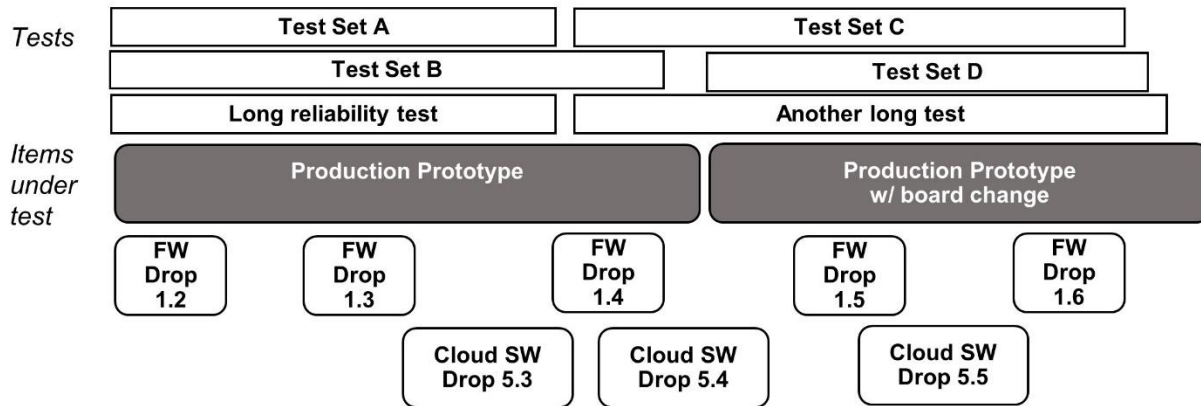 Tests
Test Set A
Test Set C
Test Set B
Test Set D
Long reliability test
Another long test
Items
under
test
Production Prototype
Production Prototype
w/ board change
FW
Drop
1.2
FW
Drop
1.3
FW
Drop
1.4
FW
Drop
1.5
FW
Drop
1.6
Cloud SW
Drop 5.3
Cloud SW
Drop 5.4
Cloud SW
Drop 5.5